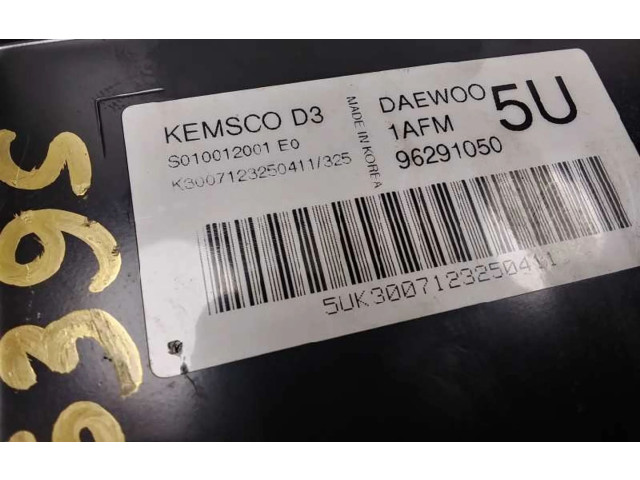 KEMSCO D3
S010012001 E0
K3007123250411/325
MADE IN KOREA
DAEWOO
1AFM
96291050
5U
5UK3007123250411